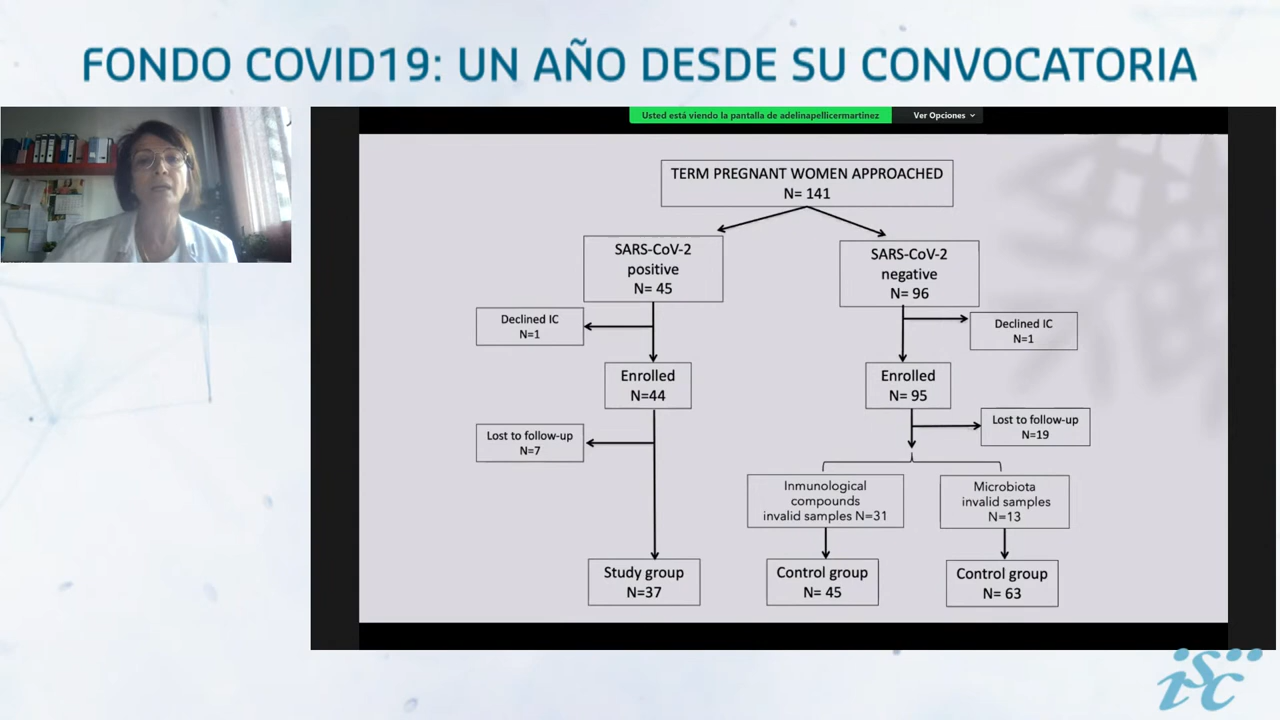 FONDO COVID19: UN AÑO DESDE SU CONVOCATORIA
Usted está viendo la pantalla de adelinapellicermartinez
Ver Opciones
TERM PREGNANT WOMEN APPROACHED
N= 141
SARS-CoV-2
positive
N= 45
SARS-CoV-2
negative
N= 96
Declined IC
N=1
Declined IC
N=1
Enrolled
N=44
Enrolled
N= 95
Lost to follow-up
N=7
Lost to follow-up
N=19
Inmunological
compounds
invalid samples N=31
Microbiota
invalid samples
N=13
Study group
N=37
Control group
N= 45
Control group
N= 63
isciii